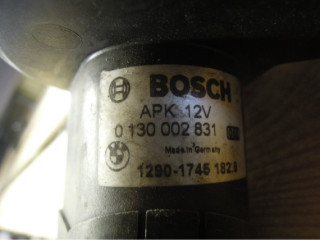 BOSCH
APK 12V
0 130 002 831
Made in Germany
1290-1745 182.9